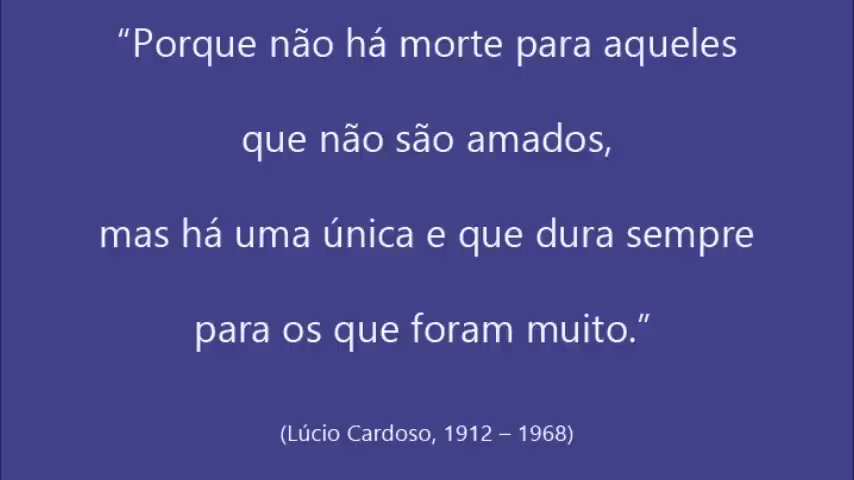 “Porque não há morte para aqueles
que não são amados,
mas há uma única e que dura sempre
para os que foram muito.”
(Lúcio Cardoso, 1912 – 1968)